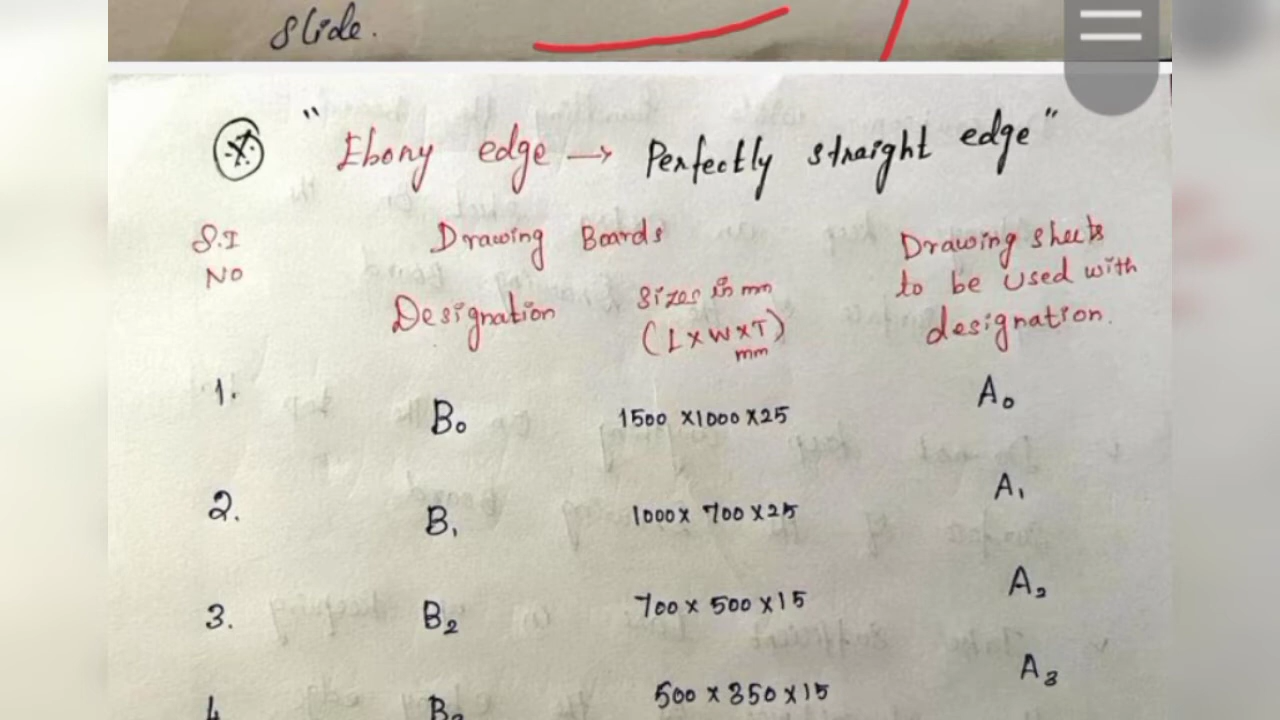 Slide.
" Ebony edge → Perfectly straight edge"
S.I NO
Drawing Boards
Drawing sheets to be used with designation.
Designation
Sizes in mm (L×W×T) mm
1. B₀ 1500 ×1000×25 A₀
2. B₁ 1000× 700×25 A₁
3. B₂ 700× 500×15 A₂
4 500 × 350×15 A₃